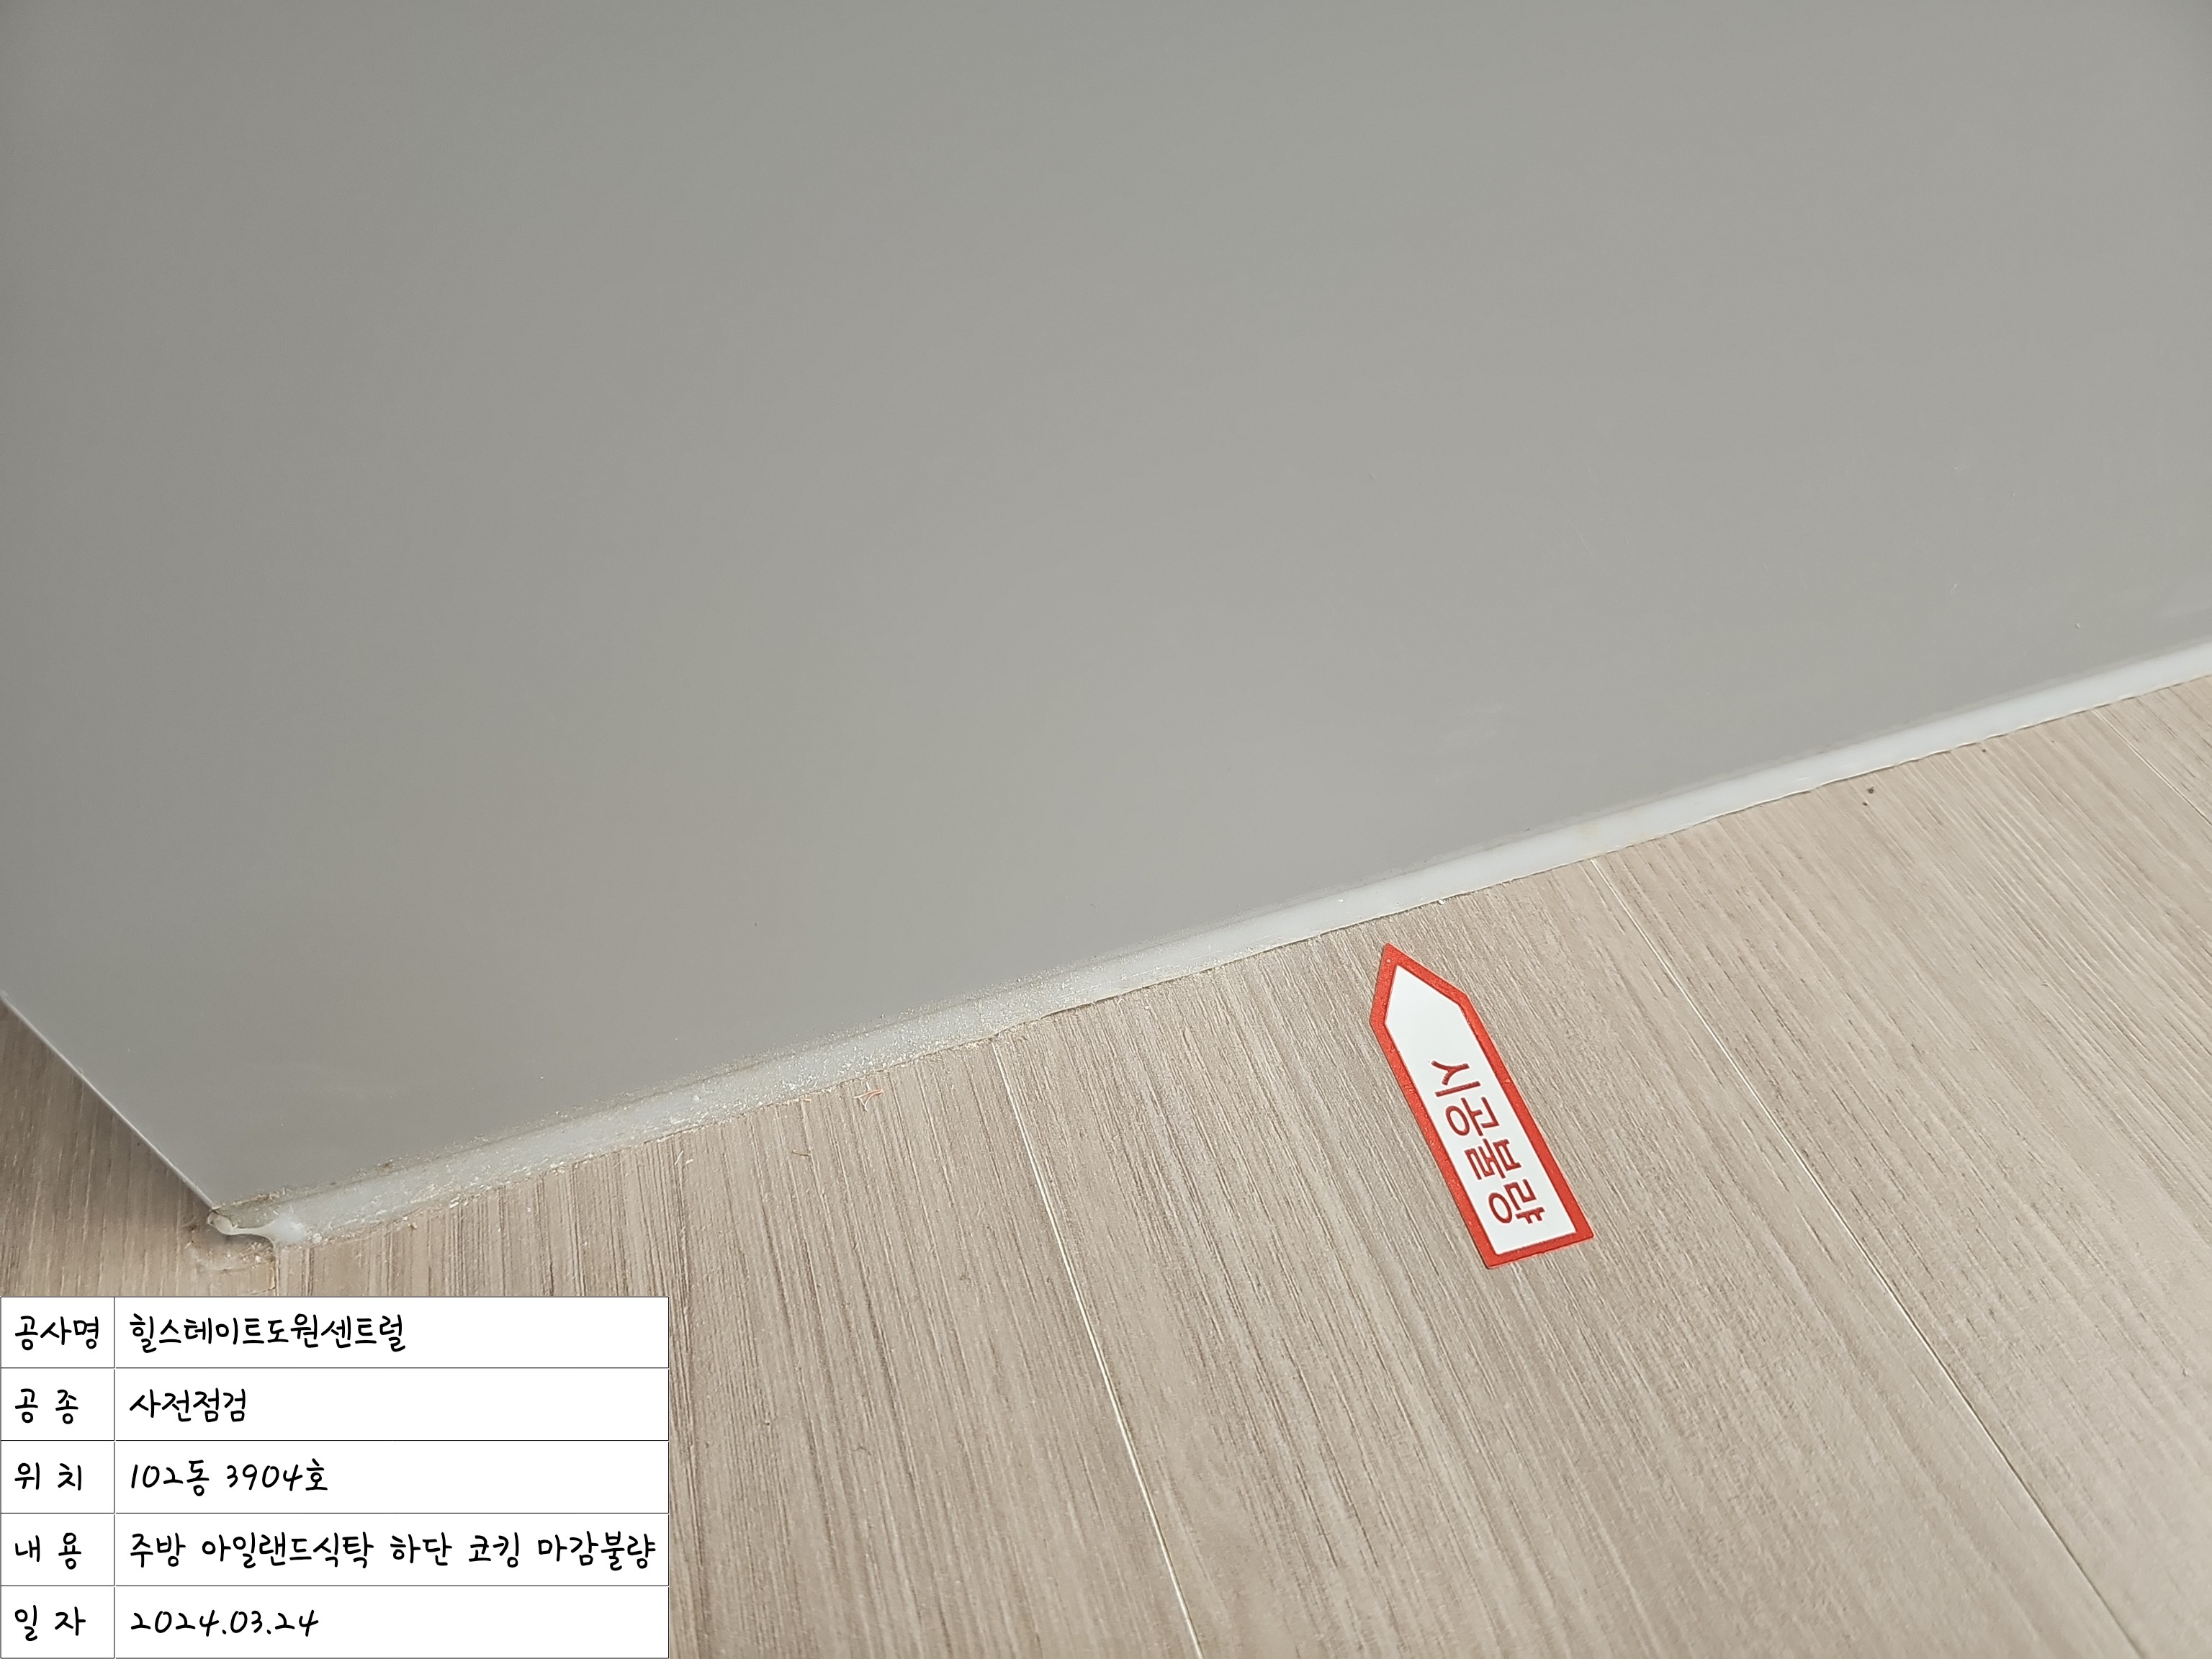 시공불량
공사명 힐스테이트도원센트럴
공 종 사전점검
위 치 102동 3904호
내 용 주방 아일랜드식탁 하단 코킹 마감불량
일 자 2024.03.24